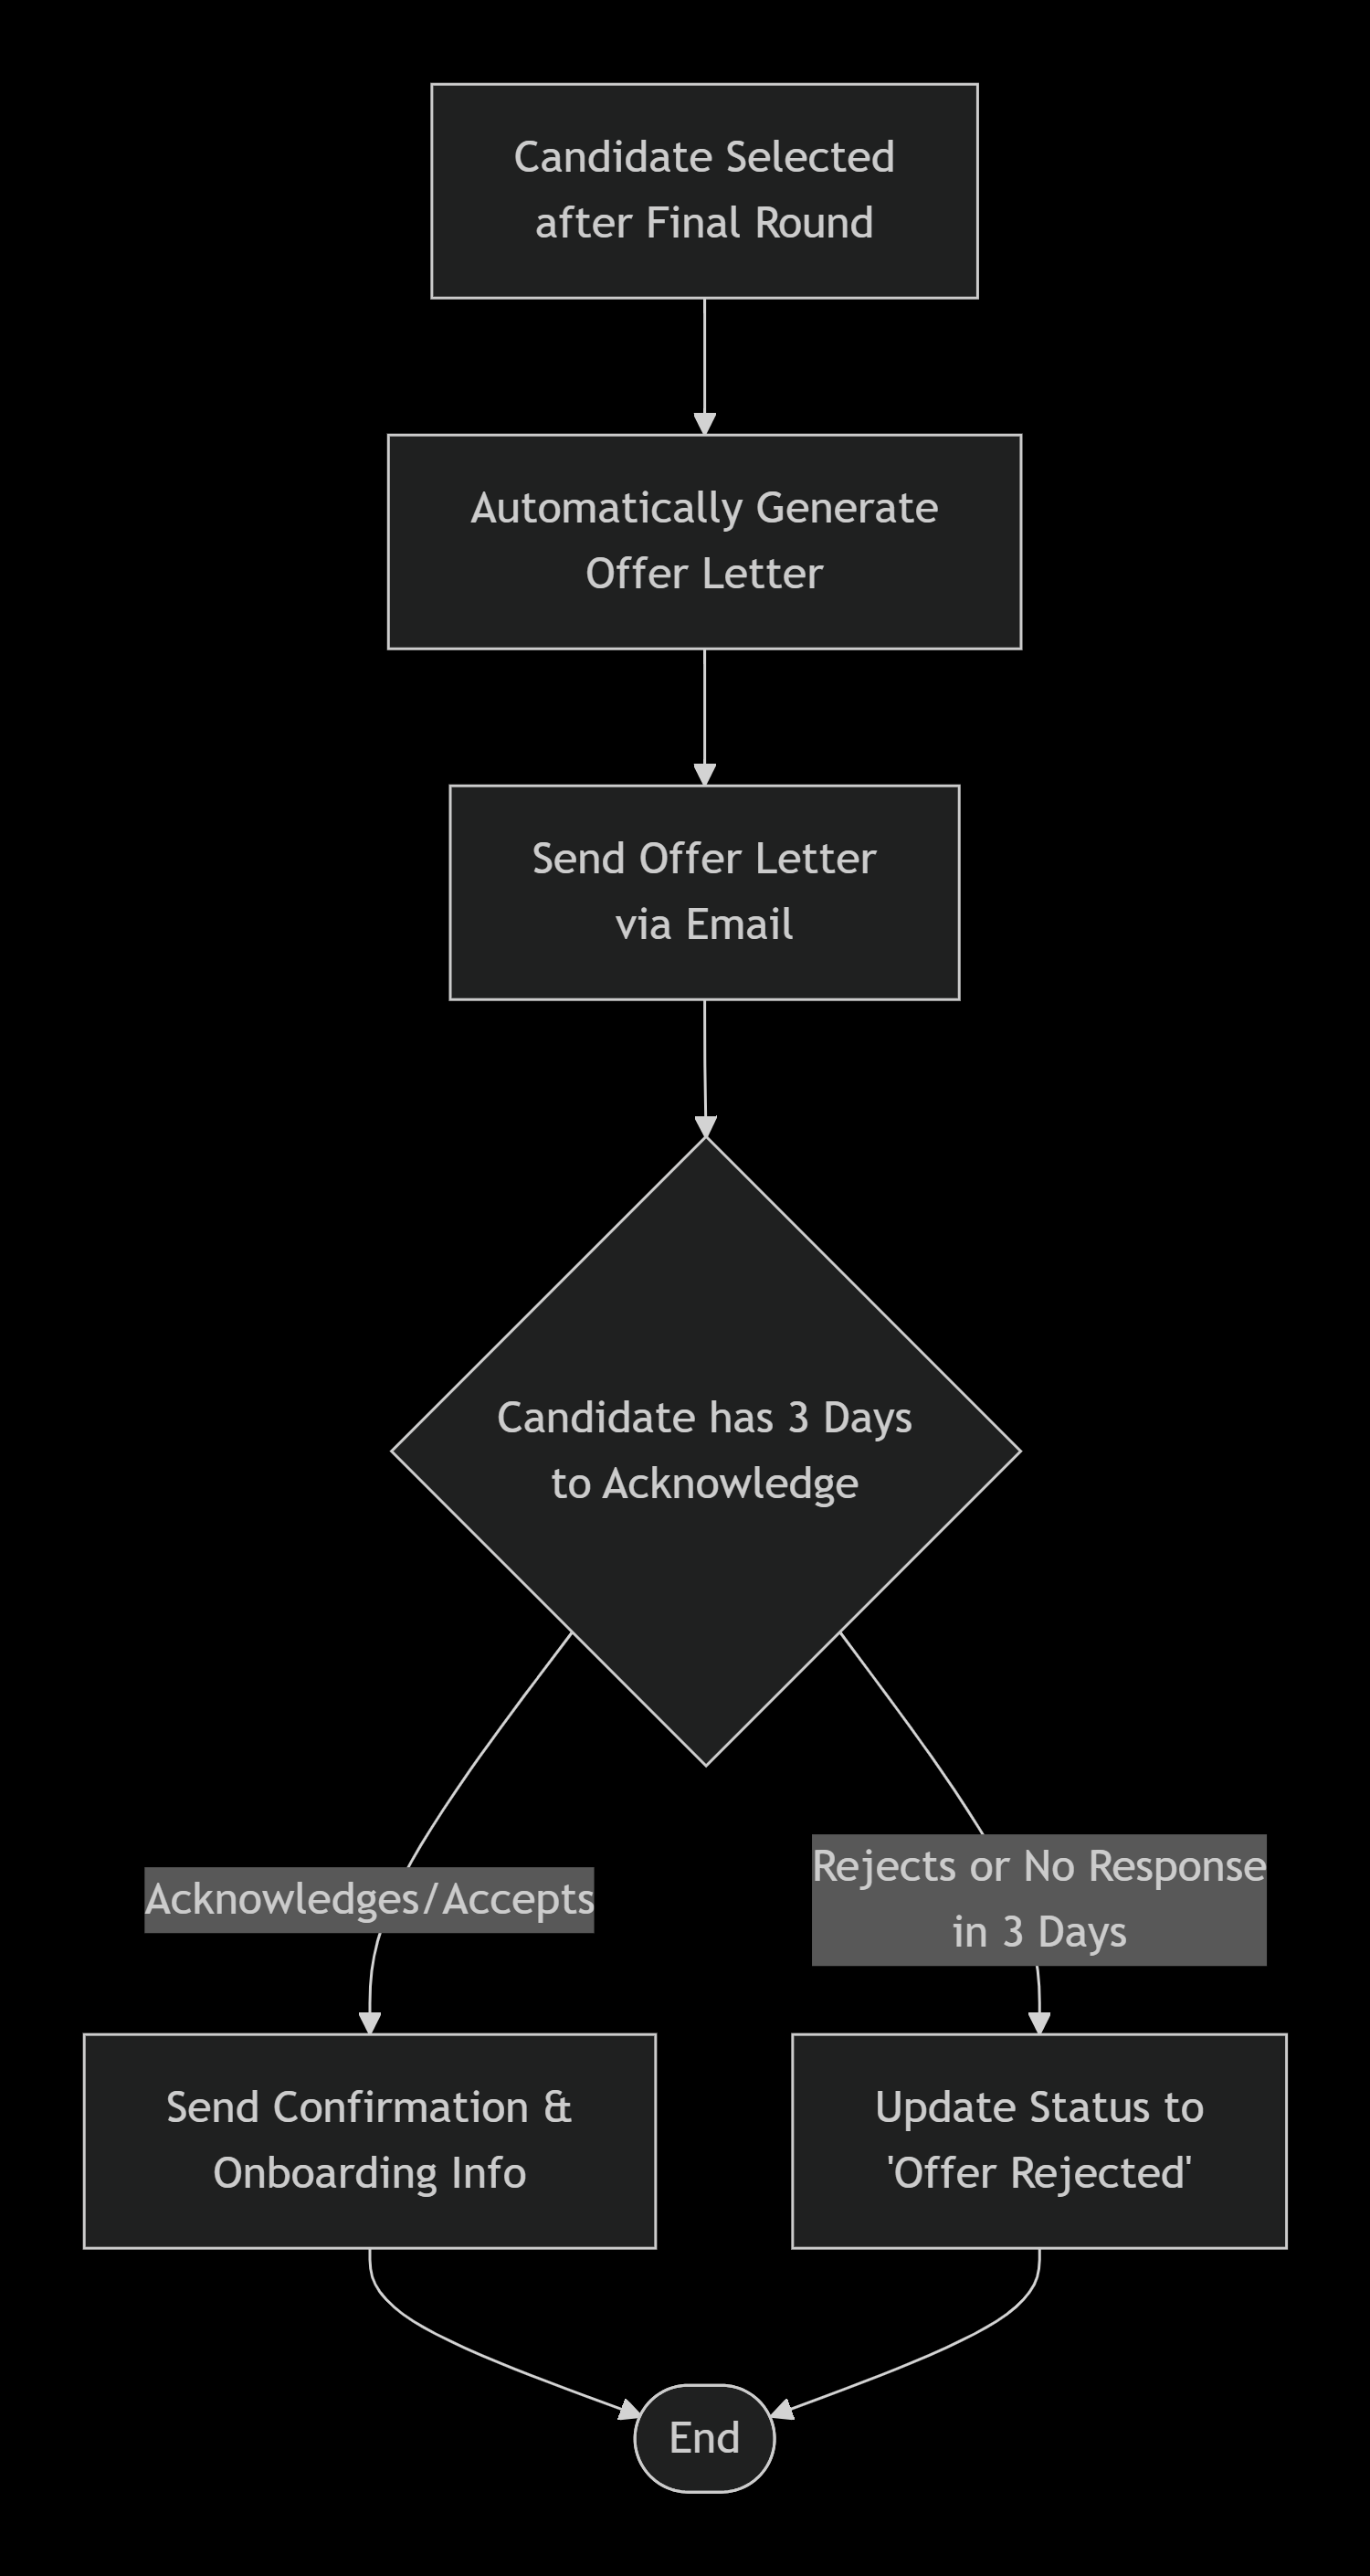 Candidate Selected
after Final Round
Automatically Generate
Offer Letter
Send Offer Letter
via Email
Candidate has 3 Days
to Acknowledge
Acknowledges/Accepts
Rejects or No Response
in 3 Days
Send Confirmation &
Onboarding Info
Update Status to
'Offer Rejected'
End